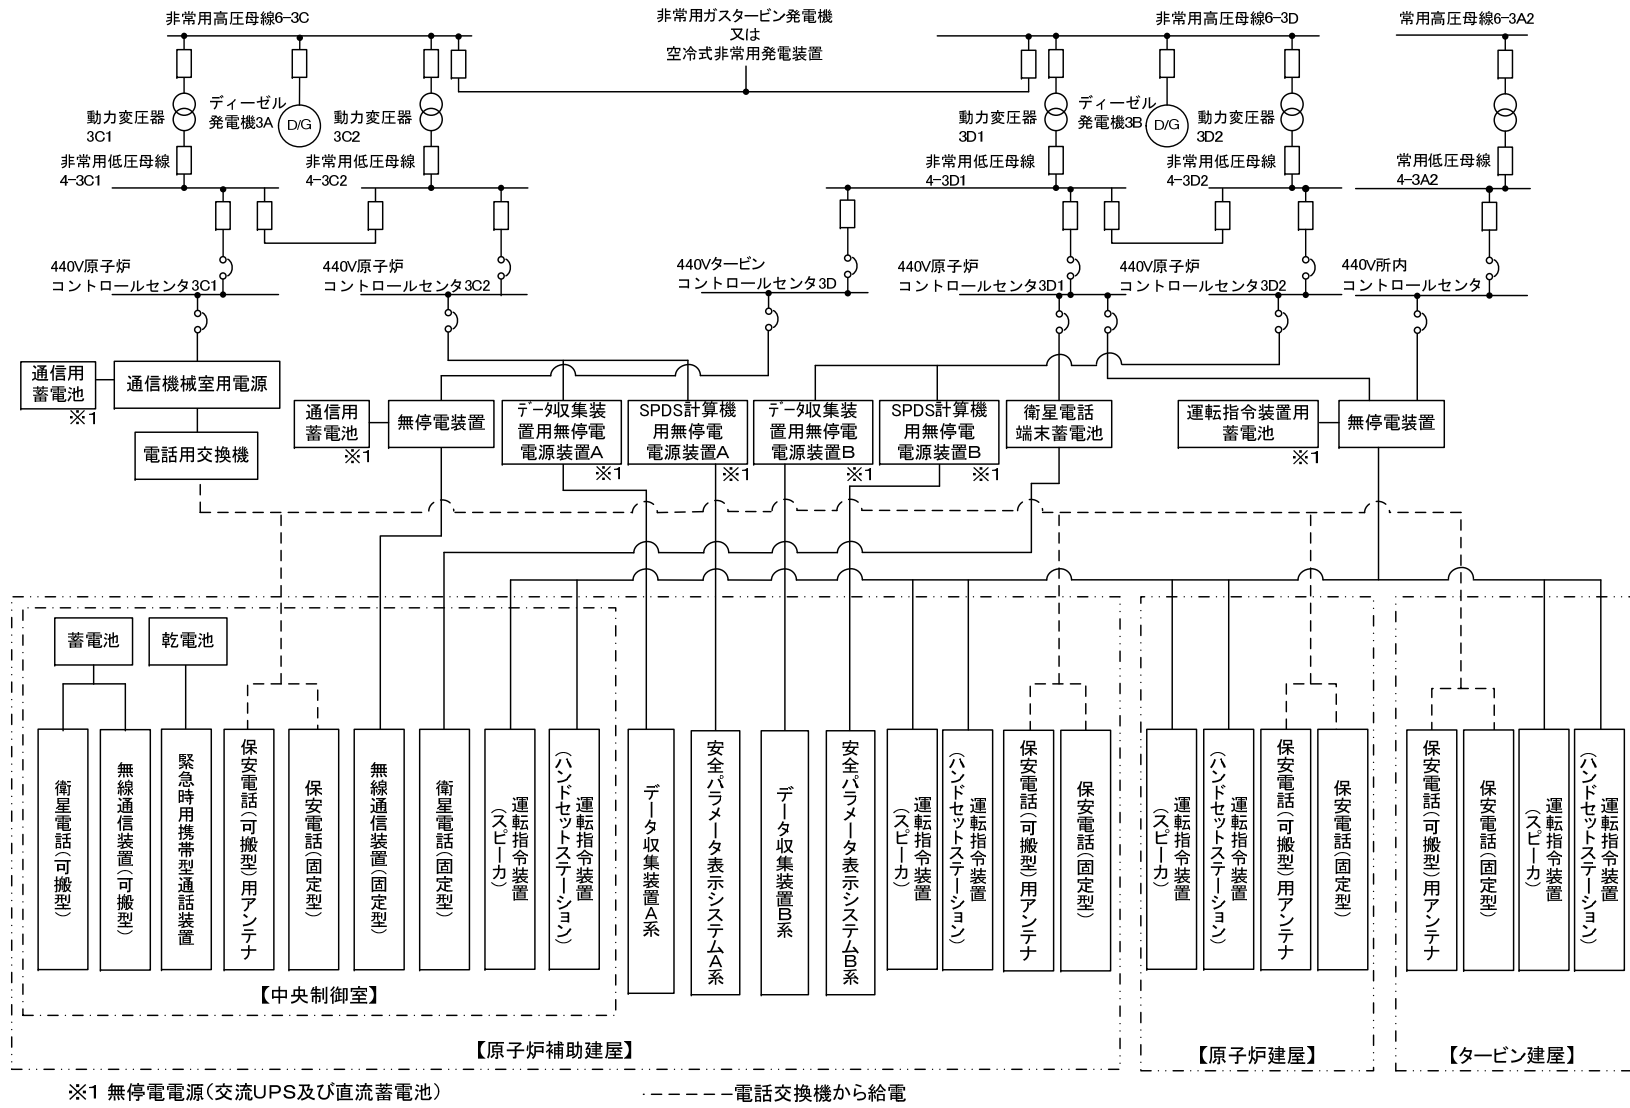 非常用高圧母線6-3C
非常用ガスタービン発電機
又は
空冷式非常用発電装置
非常用高圧母線6-3D
常用高圧母線6-3A2
動力変圧器
3C1
ディーゼル
発電機3A
D/G
動力変圧器
3C2
動力変圧器
3D1
ディーゼル
発電機3B
D/G
動力変圧器
3D2
非常用低圧母線
4-3C1
非常用低圧母線
4-3C2
非常用低圧母線
4-3D1
非常用低圧母線
4-3D2
常用低圧母線
4-3A2
440V原子炉
コントロールセンタ3C1
440V原子炉
コントロールセンタ3C2
440Vタービン
コントロールセンタ3D
440V原子炉
コントロールセンタ3D1
440V原子炉
コントロールセンタ3D2
440V所内
コントロールセンタ
通信用
蓄電池
※1
通信機械室用電源
電話用交換機
通信用
蓄電池
※1
無停電装置
データ収集装
置用無停電
電源装置A
※1
SPDS計算機
用無停電
電源装置A
※1
データ収集装
置用無停電
電源装置B
※1
SPDS計算機
用無停電
電源装置B
※1
衛星電話
端末蓄電池
運転指令装置用
蓄電池
※1
無停電装置
蓄電池
乾電池
衛星電話(可搬型)
無線通信装置(可搬型)
緊急時用携帯型通話装置
保安電話(可搬型)用アンテナ
保安電話(固定型)
無線通信装置(固定型)
衛星電話(固定型)
運転指令装置
(スピーカ)
運転指令装置
(ハンドセットステーション)
データ収集装置A系
安全パラメータ表示システムA系
データ収集装置B系
安全パラメータ表示システムB系
運転指令装置
(スピーカ)
運転指令装置
(ハンドセットステーション)
保安電話(可搬型)用アンテナ
保安電話(固定型)
運転指令装置
(スピーカ)
運転指令装置
(ハンドセットステーション)
保安電話(可搬型)用アンテナ
保安電話(固定型)
保安電話(可搬型)用アンテナ
保安電話(固定型)
運転指令装置
(スピーカ)
運転指令装置
(ハンドセットステーション)
【中央制御室】
【原子炉補助建屋】
【原子炉建屋】
【タービン建屋】
※1 無停電電源(交流UPS及び直流蓄電池)
電話交換機から給電